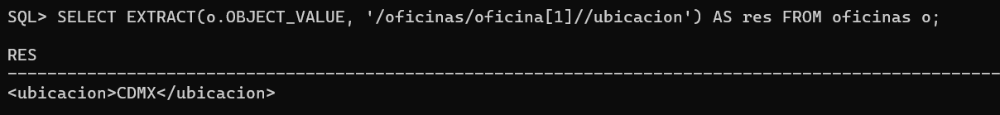 SQL> SELECT EXTRACT(o.OBJECT_VALUE, '/oficinas/oficina[1]//ubicacion') AS res FROM oficinas o;
RES
----------------------------------------------------------------------------------------------------
<ubicacion>CDMX</ubicacion>